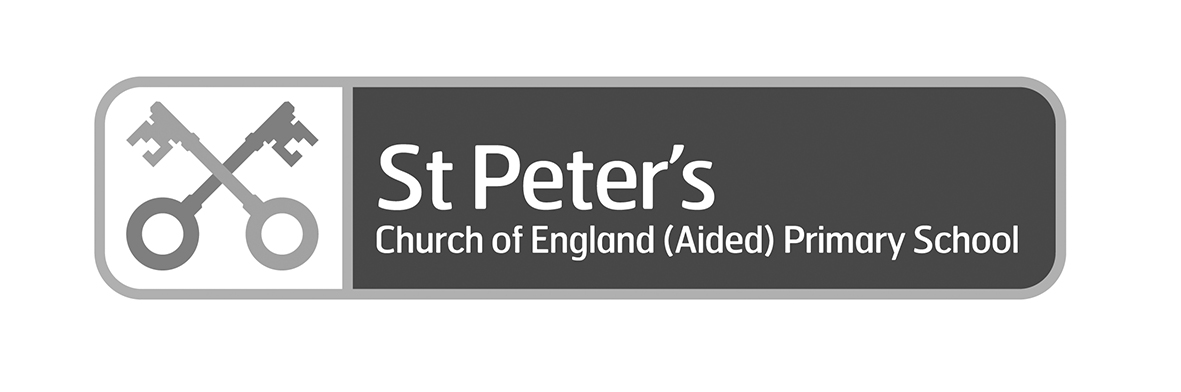 St Peter’s
Church of England (Aided) Primary School